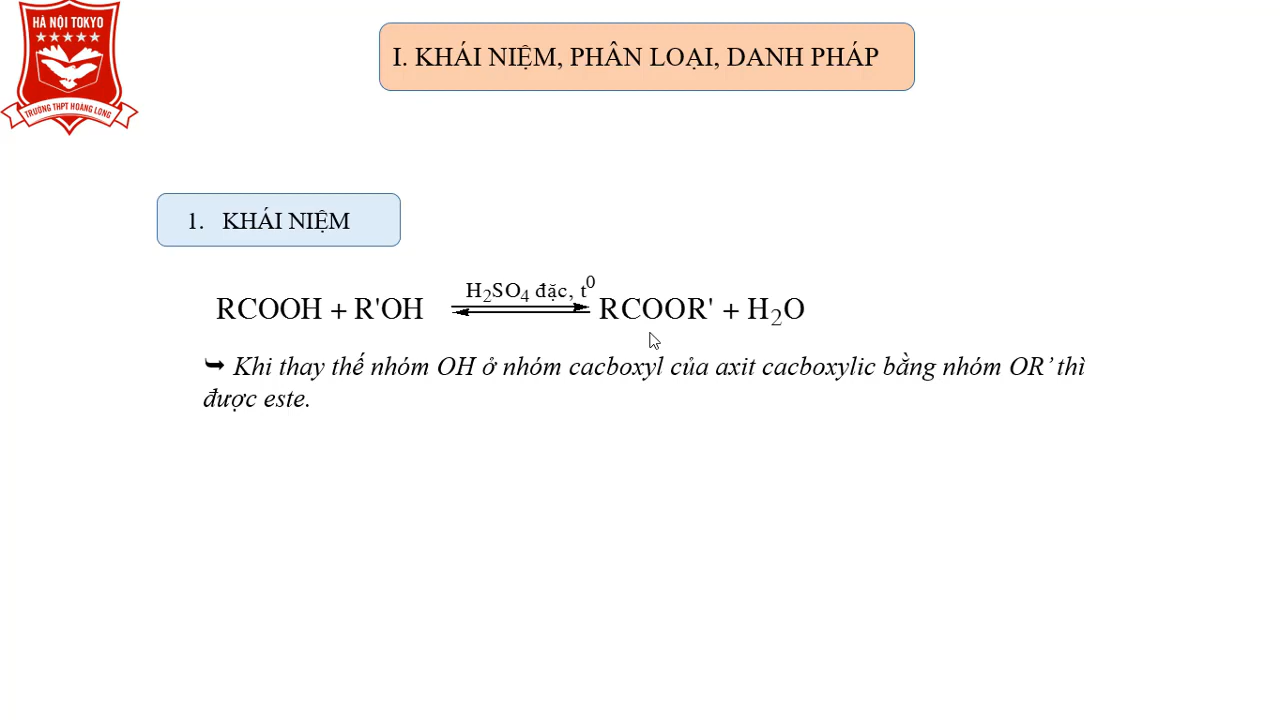 HÀ NỘI TOKYO
TRƯỜNG THPT HOÀNG LONG
I. KHÁI NIỆM, PHÂN LOẠI, DANH PHÁP
1. KHÁI NIỆM
H₂SO₄ đặc, t⁰
RCOOH + R'OH ⇌ RCOOR' + H₂O
➥ Khi thay thế nhóm OH ở nhóm cacboxyl của axit cacboxylic bằng nhóm OR’ thì
được este.